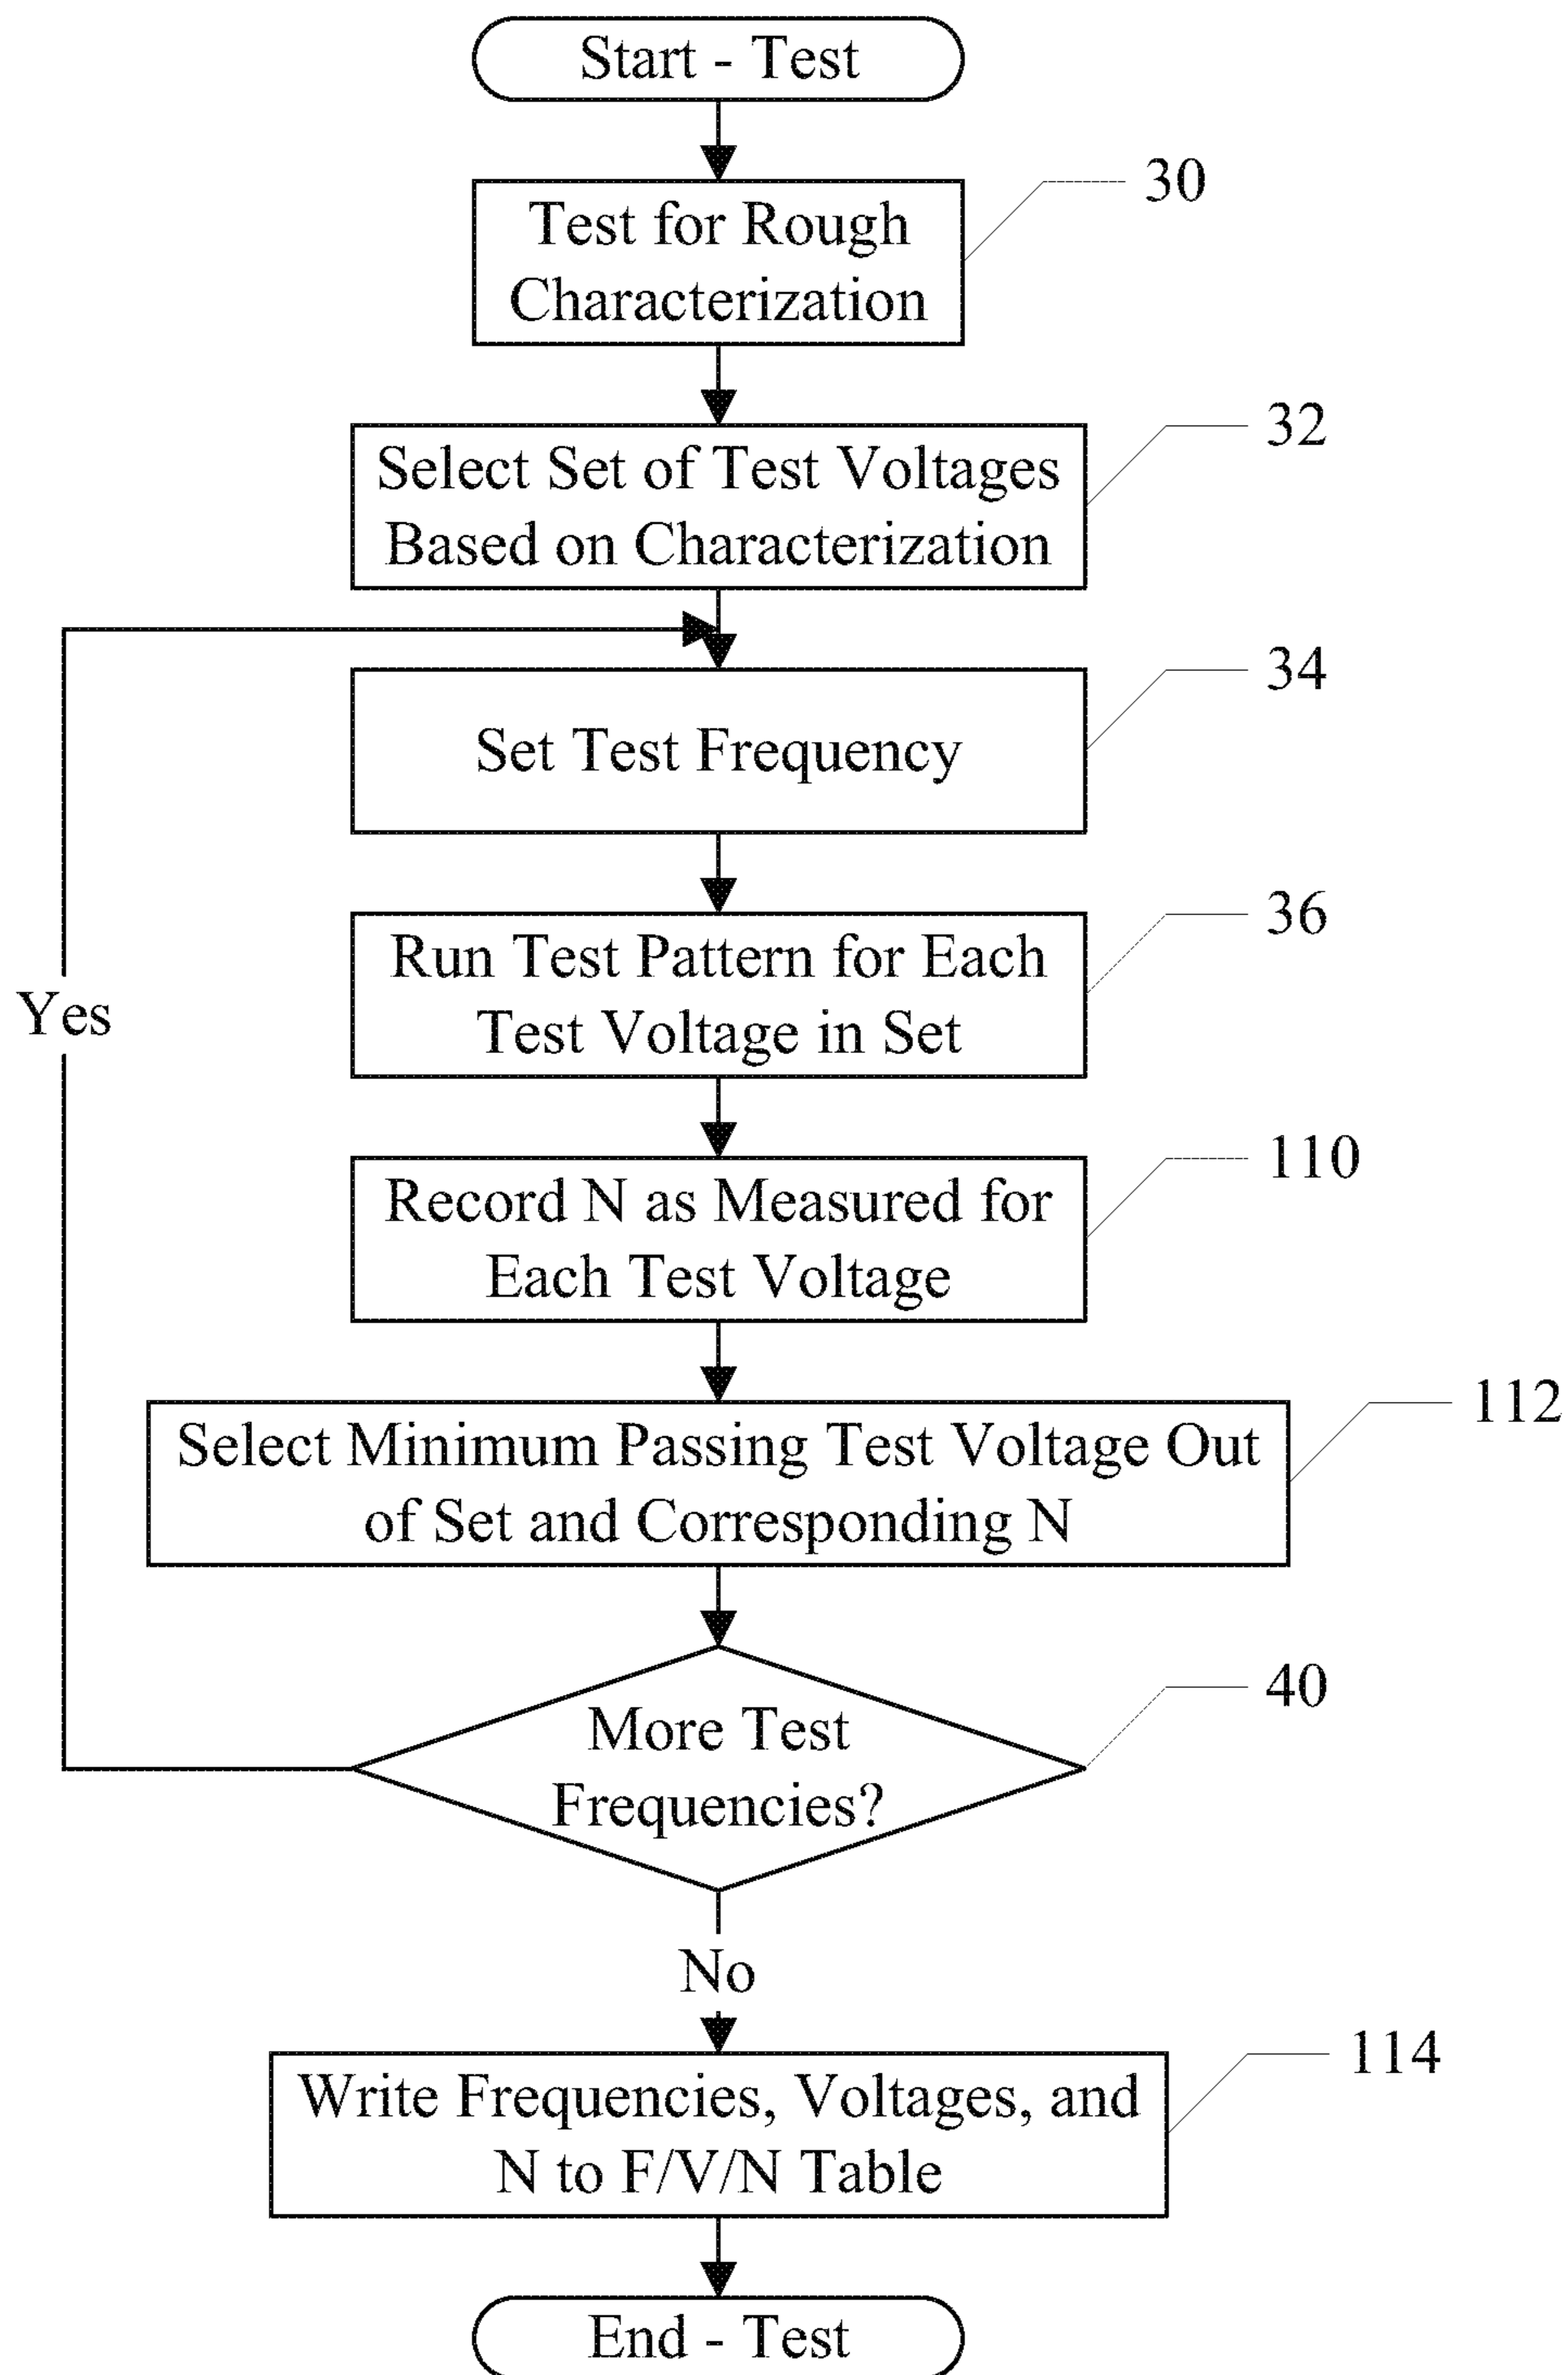 Start - Test
30
Test for Rough
Characterization
32
Select Set of Test Voltages
Based on Characterization
34
Set Test Frequency
36
Run Test Pattern for Each
Test Voltage in Set
Yes
110
Record N as Measured for
Each Test Voltage
112
Select Minimum Passing Test Voltage Out
of Set and Corresponding N
40
More Test
Frequencies?
No
114
Write Frequencies, Voltages, and
N to F/V/N Table
End - Test